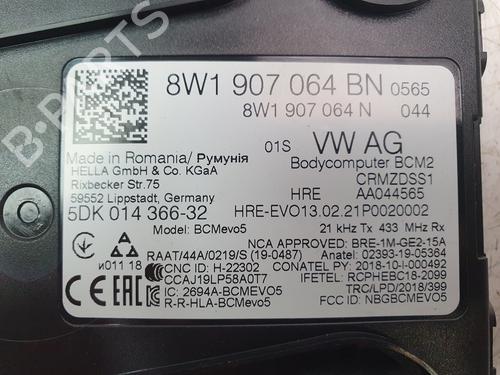 B-PARTS
8W1 907 064 BN 0565
8W1 907 064 N 044
01S VW AG
Made in Romania/ Румунія
Bodycomputer BCM2
HELLA GmbH & Co. KGaA
CRMZDSS1
Rixbecker Str.75
59552 Lippstadt, Germany
HRE AA044565
5DK 014 366-32 HRE-EVO13.02.21P0020002
Model: BCMevo5 21 kHz Tx 433 MHz Rx
NCA APPROVED: BRE-1M-GE2-15A
RAAT/44A/0219/S (19-0487) Anatel: 02393-19-05364
и011 18 CNC ID: H-22302 CONATEL PY: 2018-10-I-000492
CCAJ19LP58A0T7 IFETEL: RCPHEBC18-2099
IC: 2694A-BCMEVO5 TRC/LPD/2018/399
R-R-HLA-BCMevo5 FCC ID: NBGBCMEVO5